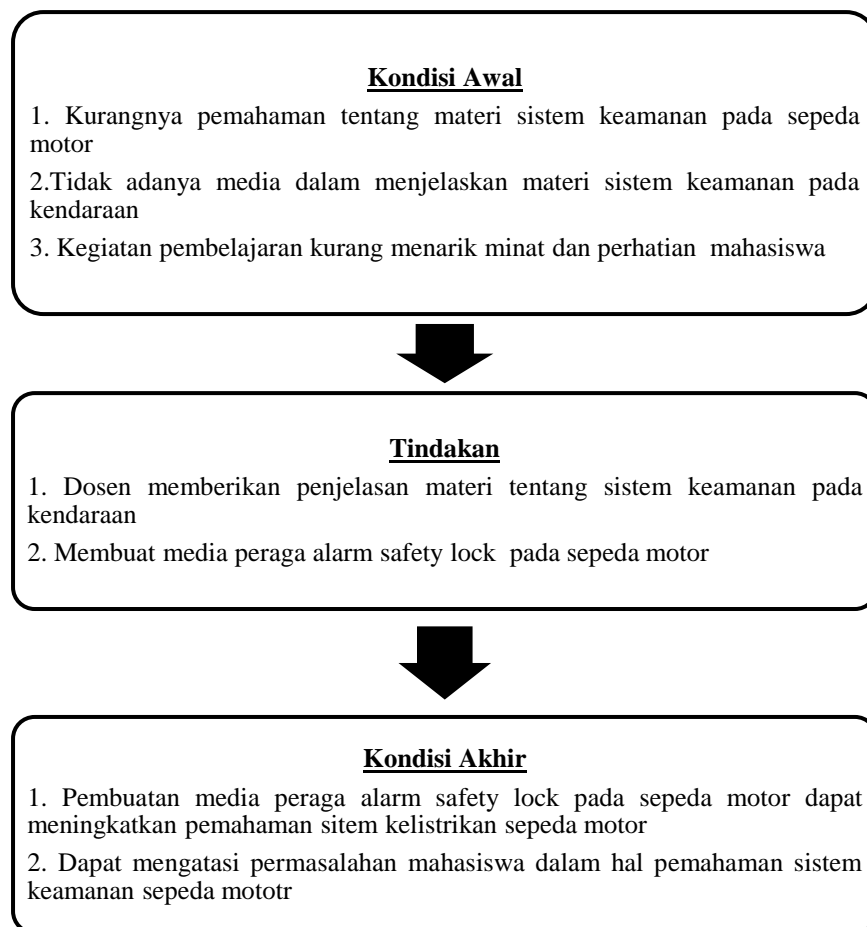 Kondisi Awal
1. Kurangnya pemahaman tentang materi sistem keamanan pada sepeda
motor
2.Tidak adanya media dalam menjelaskan materi sistem keamanan pada
kendaraan
3. Kegiatan pembelajaran kurang menarik minat dan perhatian mahasiswa
Tindakan
1. Dosen memberikan penjelasan materi tentang sistem keamanan pada
kendaraan
2. Membuat media peraga alarm safety lock pada sepeda motor
Kondisi Akhir
1. Pembuatan media peraga alarm safety lock pada sepeda motor dapat
meningkatkan pemahaman sitem kelistrikan sepeda motor
2. Dapat mengatasi permasalahan mahasiswa dalam hal pemahaman sistem
keamanan sepeda mototr